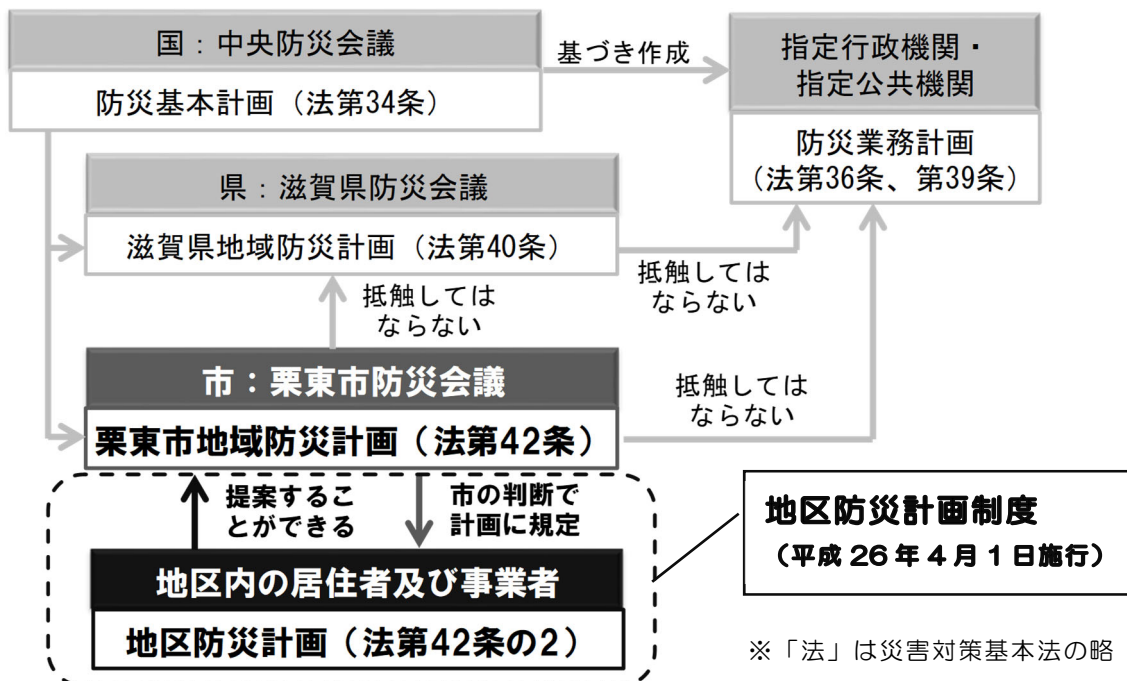 国：中央防災会議
防災基本計画（法第34条）
基づき作成
指定行政機関・
指定公共機関
防災業務計画
（法第36条、第39条）
県：滋賀県防災会議
滋賀県地域防災計画（法第40条）
抵触しては
ならない
抵触しては
ならない
市：栗東市防災会議
栗東市地域防災計画（法第42条）
抵触しては
ならない
提案するこ
とができる
市の判断で
計画に規定
地区内の居住者及び事業者
地区防災計画（法第42条の2）
地区防災計画制度
（平成 26 年 4 月 1 日施行）
※「法」は災害対策基本法の略